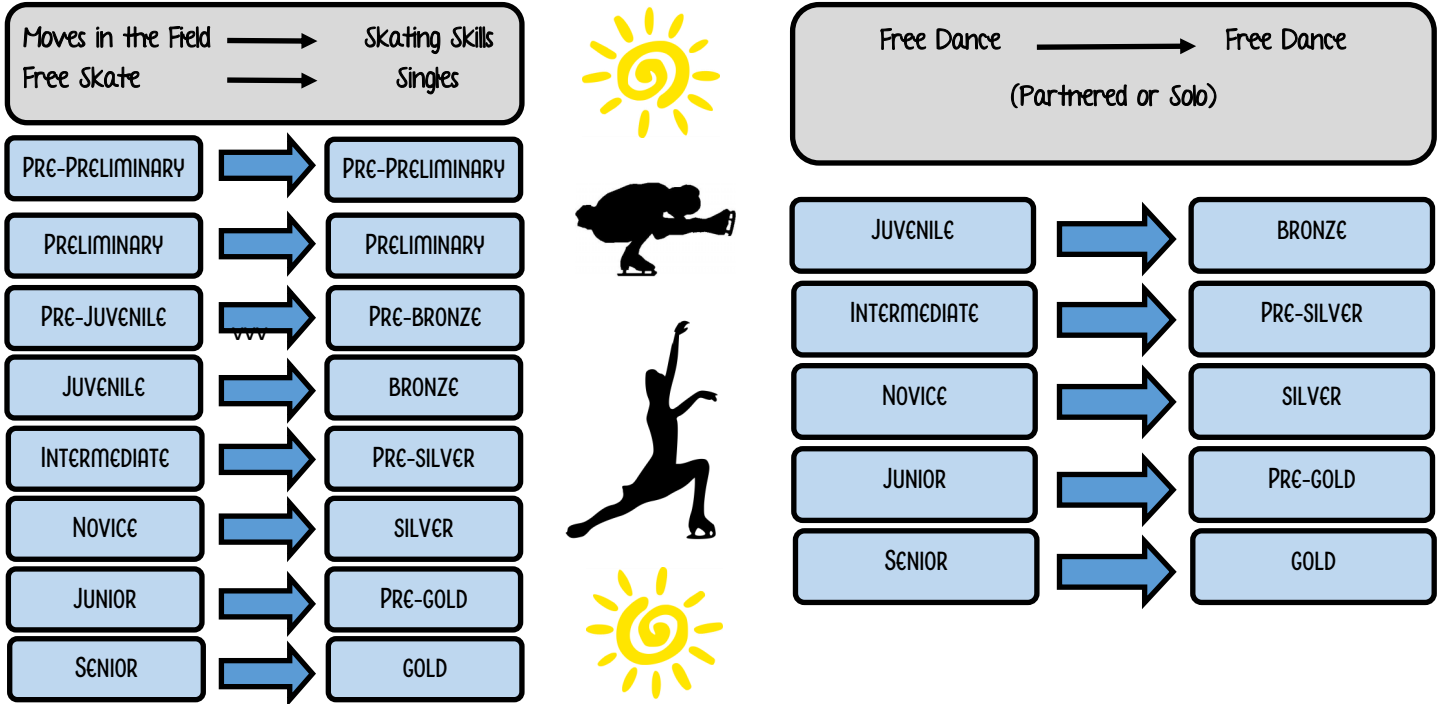 Moves in the Field Skating Skills
Free Skate Singles
Pre-Preliminary Pre-Preliminary
Preliminary Preliminary
Pre-Juvenile Pre-Bronze
vvv
Juvenile Bronze
Intermediate Pre-Silver
Novice Silver
Junior Pre-Gold
Senior Gold
Free Dance Free Dance
(Partnered or Solo)
Juvenile Bronze
Intermediate Pre-Silver
Novice Silver
Junior Pre-Gold
Senior Gold